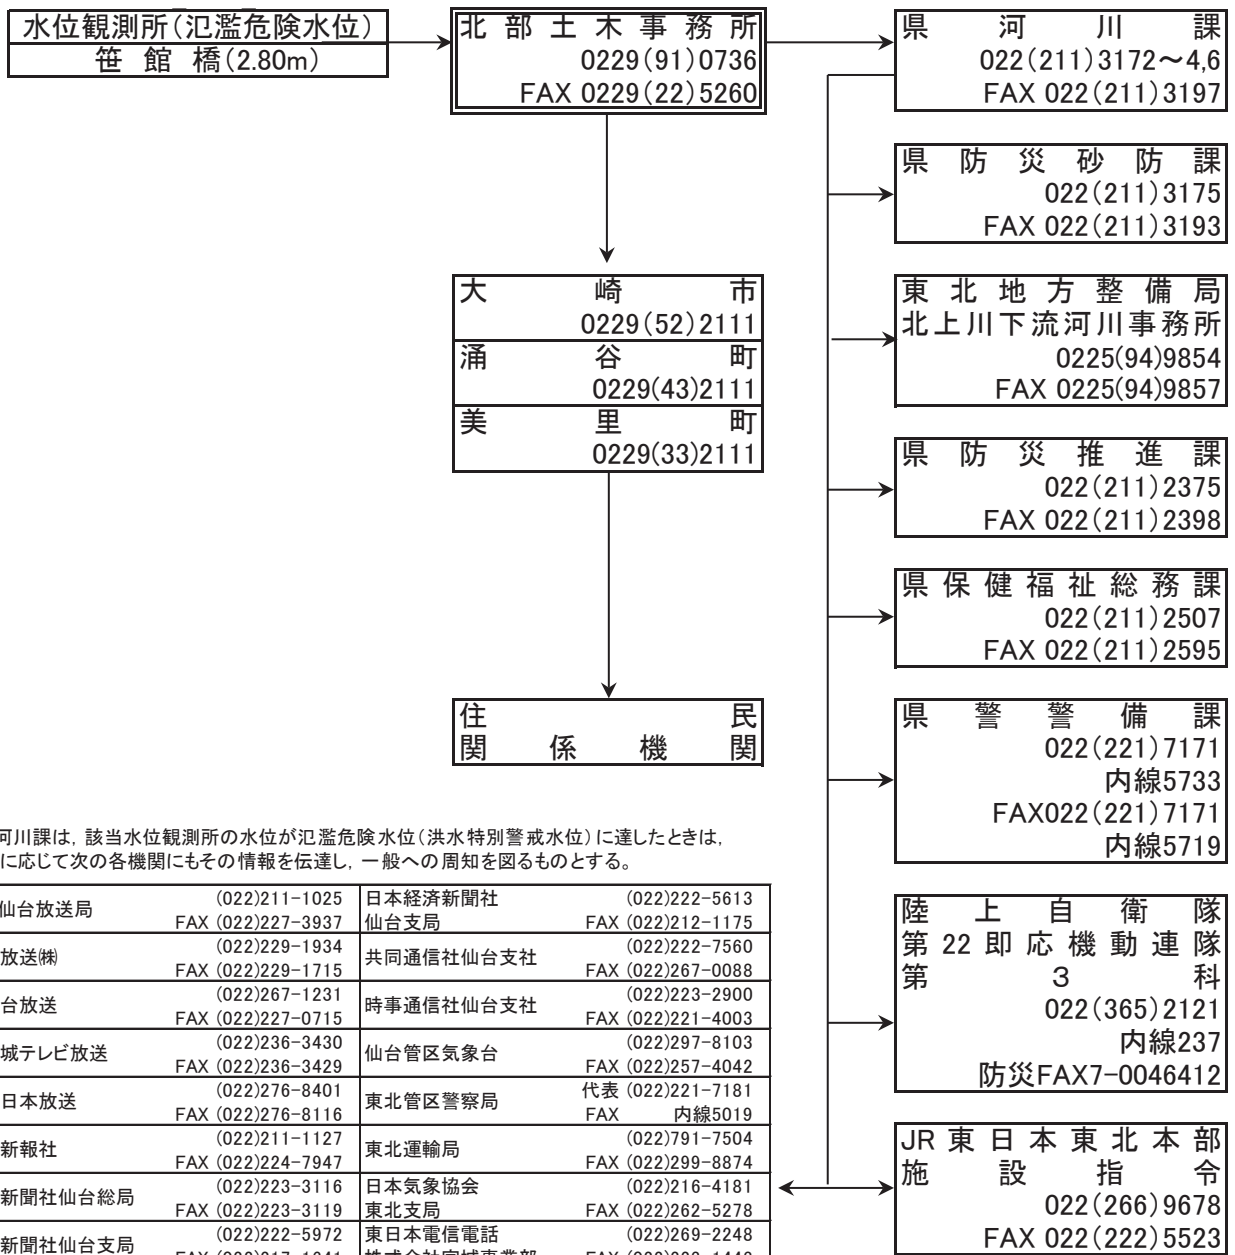 水位観測所(氾濫危険水位)
笹館橋(2.80m)
北部土木事務所
0229(91)0736
FAX 0229(22)5260
県河川課
022(211)3172～4,6
FAX 022(211)3197
県防災砂防課
022(211)3175
FAX 022(211)3193
東北地方整備局
北上川下流河川事務所
0225(94)9854
FAX 0225(94)9857
県防災推進課
022(211)2375
FAX 022(211)2398
県保健福祉総務課
022(211)2507
FAX 022(211)2595
県警警備課
022(221)7171
内線5733
FAX022(221)7171
内線5719
陸上自衛隊
第22即応機動連隊
第3科
022(365)2121
内線237
防災FAX7-0046412
JR東日本東北本部
施設指令
022(266)9678
FAX 022(222)5523
大崎市
0229(52)2111
涌谷町
0229(43)2111
美里町
0229(33)2111
住民
関係機関
河川課は, 該当水位観測所の水位が氾濫危険水位(洪水特別警戒水位)に達したときは,
に応じて次の各機関にもその情報を伝達し, 一般への周知を図るものとする。
仙台放送局 (022)211-1025
FAX (022)227-3937
日本経済新聞社 (022)222-5613
仙台支局 FAX (022)212-1175
放送㈱ (022)229-1934
FAX (022)229-1715
共同通信社仙台支社 (022)222-7560
FAX (022)267-0088
台放送 (022)267-1231
FAX (022)227-0715
時事通信社仙台支社 (022)223-2900
FAX (022)221-4003
城テレビ放送 (022)236-3430
FAX (022)236-3429
仙台管区気象台 (022)297-8103
FAX (022)257-4042
日本放送 (022)276-8401
FAX (022)276-8116
東北管区警察局 代表 (022)221-7181
FAX 内線5019
新報社 (022)211-1127
FAX (022)224-7947
東北運輸局 (022)791-7504
FAX (022)299-8874
新聞社仙台総局 (022)223-3116
FAX (022)223-3119
日本気象協会 (022)216-4181
東北支局 FAX (022)262-5278
新聞社仙台支局 (022)222-5972
東日本電信電話 (022)269-2248